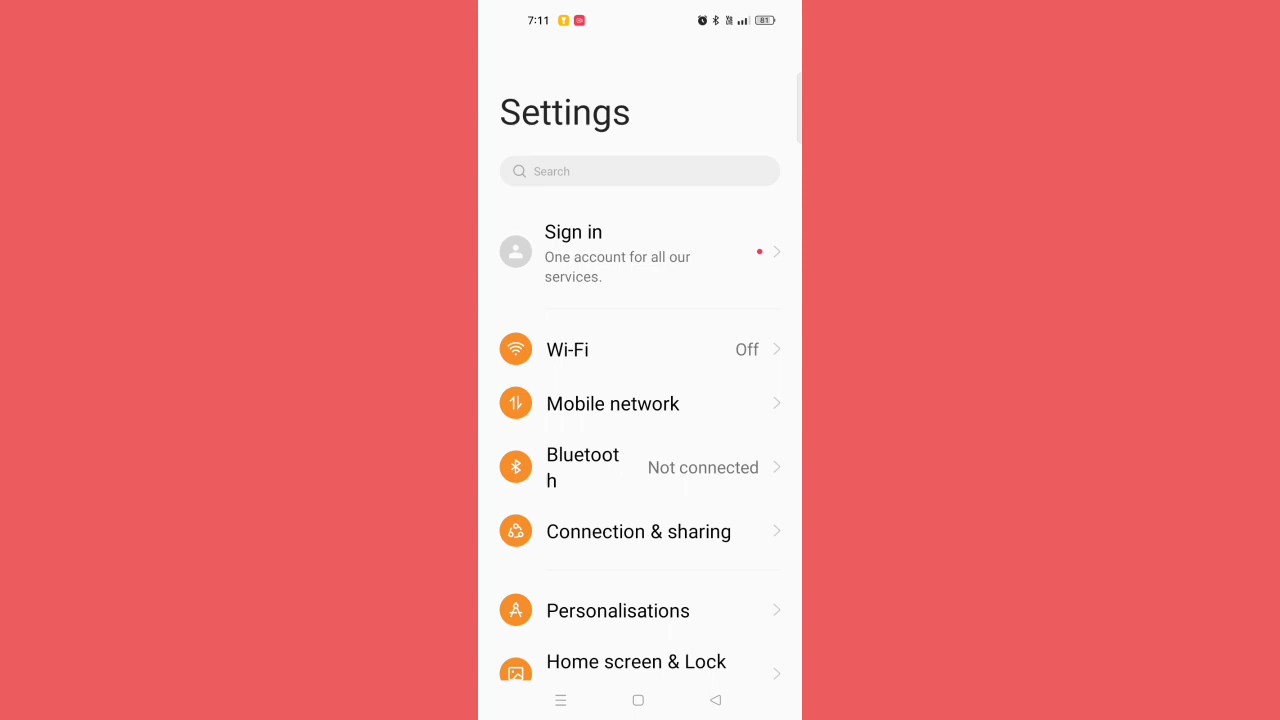 7:11
81
Settings
Search
Sign in
One account for all our
services.
Wi-Fi
Off
Mobile network
Bluetoot
h
Not connected
Connection & sharing
Personalisations
Home screen & Lock